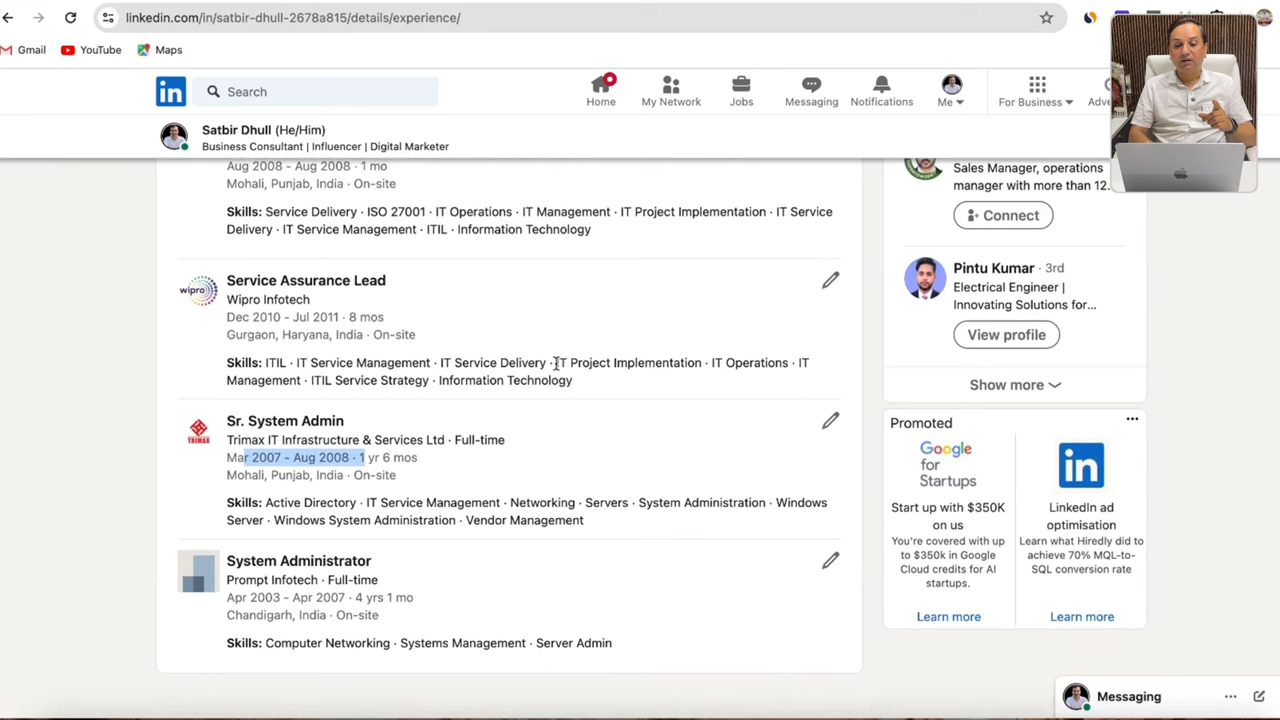 linkedin.com/in/satbir-dhull-2678a815/details/experience/
Gmail
YouTube
Maps
in
Search
Home
My Network
Jobs
Messaging
Notifications
Me
For Business
Satbir Dhull (He/Him)
Business Consultant | Influencer | Digital Marketer
Aug 2008 - Aug 2008 · 1 mo
Mohali, Punjab, India · On-site
Skills: Service Delivery · ISO 27001 · IT Operations · IT Management · IT Project Implementation · IT Service
Delivery · IT Service Management · ITIL · Information Technology
wipro
Service Assurance Lead
Wipro Infotech
Dec 2010 - Jul 2011 · 8 mos
Gurgaon, Haryana, India · On-site
Skills: ITIL · IT Service Management · IT Service Delivery · IT Project Implementation · IT Operations · IT
Management · ITIL Service Strategy · Information Technology
TRIMAX
Sr. System Admin
Trimax IT Infrastructure & Services Ltd · Full-time
Mar 2007 - Aug 2008 · 1 yr 6 mos
Mohali, Punjab, India · On-site
Skills: Active Directory · IT Service Management · Networking · Servers · System Administration · Windows
Server · Windows System Administration · Vendor Management
System Administrator
Prompt Infotech · Full-time
Apr 2003 - Apr 2007 · 4 yrs 1 mo
Chandigarh, India · On-site
Skills: Computer Networking · Systems Management · Server Admin
Sales Manager, operations
manager with more than 12...
Connect
Pintu Kumar · 3rd
Electrical Engineer |
Innovating Solutions for...
View profile
Show more
Promoted
Google
for
Startups
Start up with $350K
on us
You're covered with up
to $350k in Google
Cloud credits for AI
startups.
Learn more
in
LinkedIn ad
optimisation
Learn what Hiredly did to
achieve 70% MQL-to-
SQL conversion rate
Learn more
Messaging